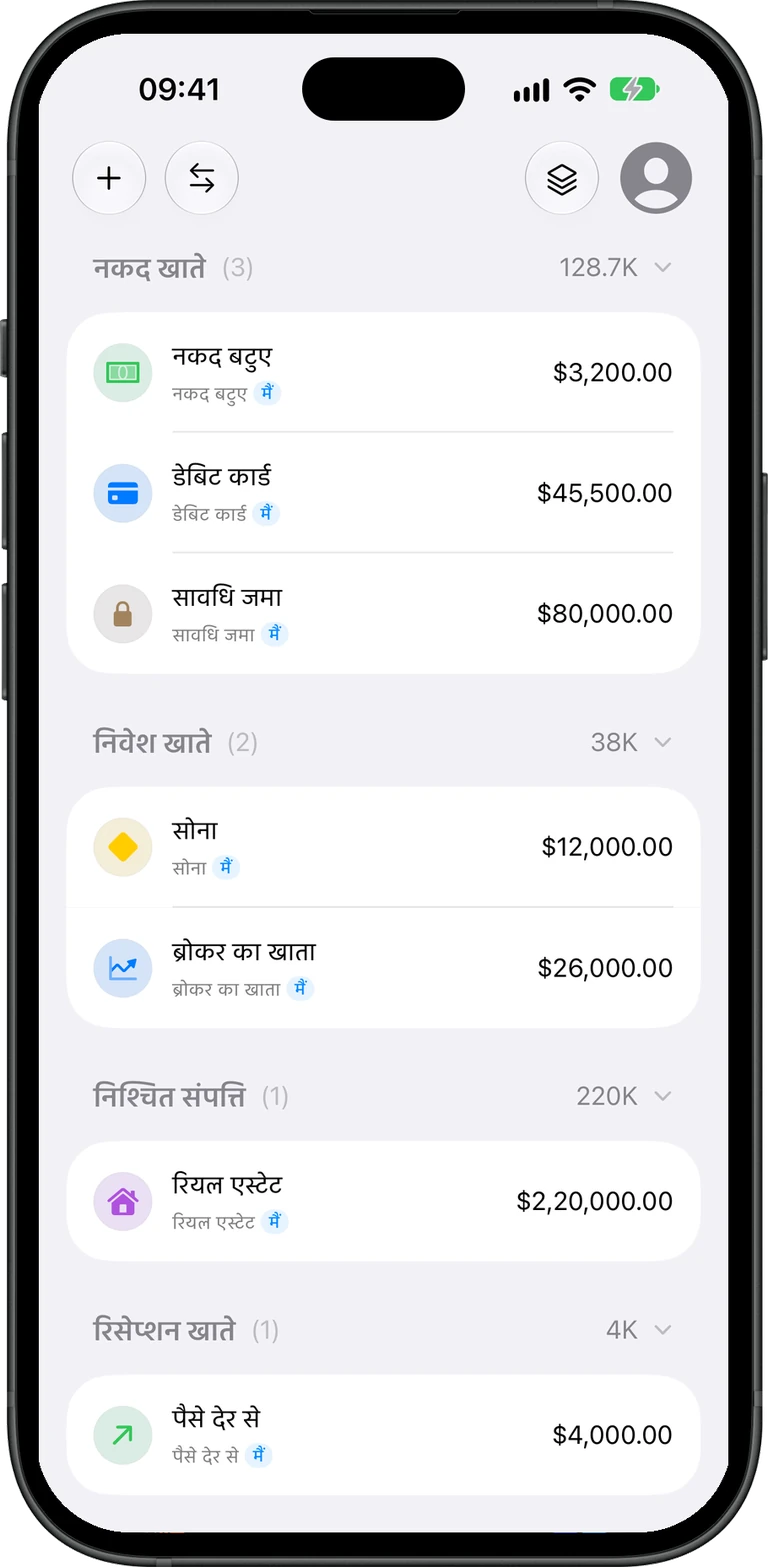 09:41
नकद खाते (3) 128.7K
नकद बटुए
$3,200.00
नकद बटुए मैं
डेबिट कार्ड
$45,500.00
डेबिट कार्ड मैं
सावधि जमा
$80,000.00
सावधि जमा मैं
निवेश खाते (2) 38K
सोना
$12,000.00
सोना मैं
ब्रोकर का खाता
$26,000.00
ब्रोकर का खाता मैं
निश्चित संपत्ति (1) 220K
रियल एस्टेट
$2,20,000.00
रियल एस्टेट मैं
रिसेप्शन खाते (1) 4K
पैसे देर से
$4,000.00
पैसे देर से मैं